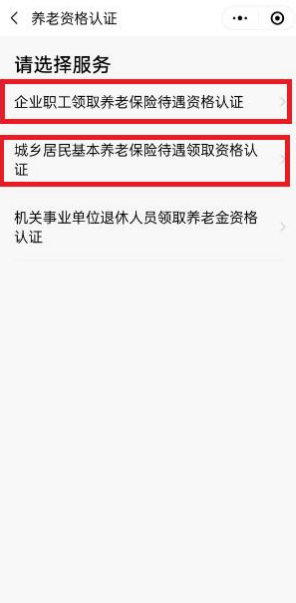 养老资格认证
请选择服务
企业职工领取养老保险待遇资格认证
城乡居民基本养老保险待遇领取资格认
证
机关事业单位退休人员领取养老金资格
认证